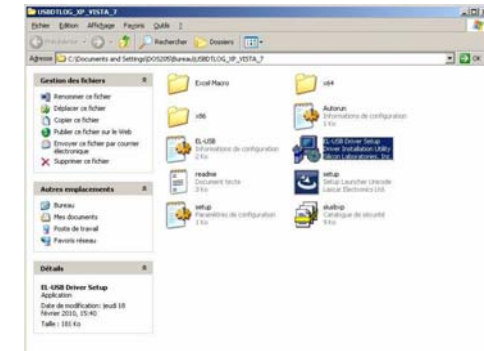 USBDTLOG_XP_VISTA_7
Fichier Edition Affichage Favoris Outils ?
Précédente Rechercher Dossiers
Adresse C:\Documents and Settings\DOS205\Bureau\USBDTLOG_XP_VISTA_7 OK
Gestion des fichiers
Renommer ce fichier
Déplacer ce fichier
Copier ce fichier
Publier ce fichier sur le Web
Envoyer ce fichier par courrier
électronique
Supprimer ce fichier
Autres emplacements
Bureau
Mes documents
Poste de travail
Favoris réseau
Détails
EL-USB Driver Setup
Application
Date de modification: jeudi 18
février 2010, 15:40
Taille : 181 Ko
Excel Macro
x64
x86
Autorun
Informations de configuration
1 Ko
EL-USB
Informations de configuration
2 Ko
EL-USB Driver Setup
Driver Installation Utility
Silicon Laboratories, Inc.
readme
Document texte
3 Ko
setup
Setup Launcher Unicode
Lascar Electronics Ltd.
setup
Paramètres de configuration
1 Ko
slusbxp
Catalogue de sécurité
9 Ko